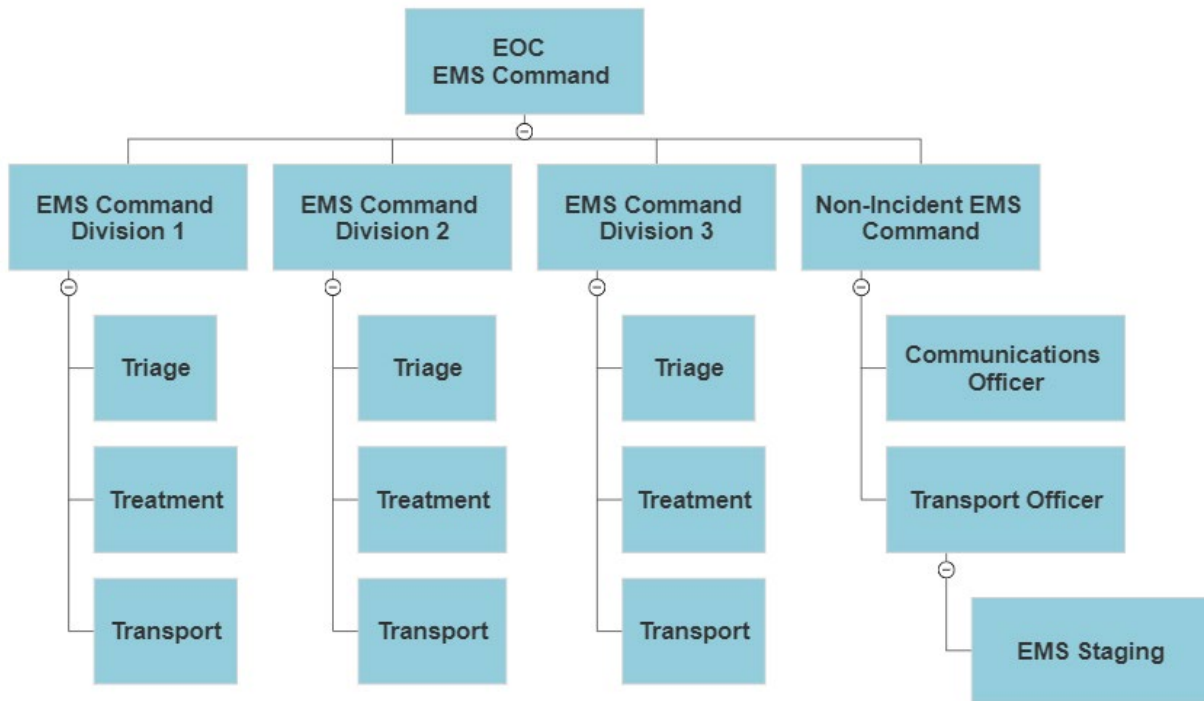 EOC
EMS Command
EMS Command
Division 1
EMS Command
Division 2
EMS Command
Division 3
Non-Incident EMS
Command
Triage
Treatment
Transport
Triage
Treatment
Transport
Triage
Treatment
Transport
Communications
Officer
Transport Officer
EMS Staging